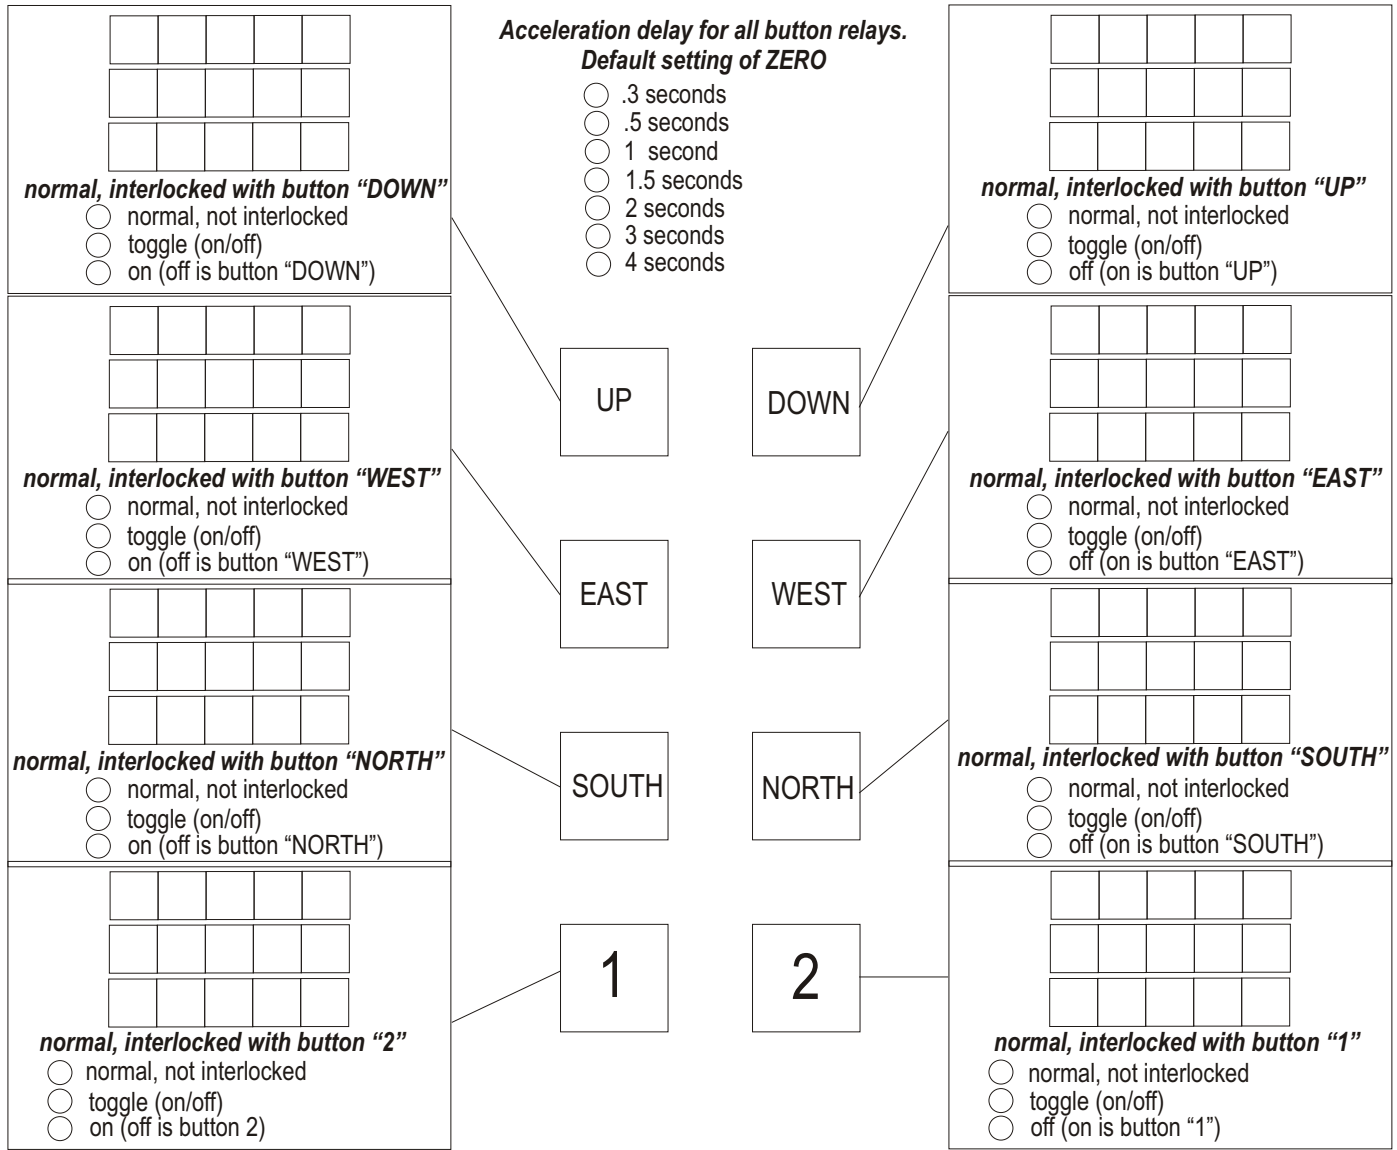 Acceleration delay for all button relays.
Default setting of ZERO
.3 seconds
.5 seconds
1 second
1.5 seconds
2 seconds
3 seconds
4 seconds
normal, interlocked with button “DOWN”
normal, not interlocked
toggle (on/off)
on (off is button “DOWN”)
normal, interlocked with button “UP”
normal, not interlocked
toggle (on/off)
off (on is button “UP”)
UP
DOWN
normal, interlocked with button “WEST”
normal, not interlocked
toggle (on/off)
on (off is button “WEST”)
normal, interlocked with button “EAST”
normal, not interlocked
toggle (on/off)
off (on is button “EAST”)
EAST
WEST
normal, interlocked with button “NORTH”
normal, not interlocked
toggle (on/off)
on (off is button “NORTH”)
normal, interlocked with button “SOUTH”
normal, not interlocked
toggle (on/off)
off (on is button “SOUTH”)
SOUTH
NORTH
1
2
normal, interlocked with button “2”
normal, not interlocked
toggle (on/off)
on (off is button 2)
normal, interlocked with button “1”
normal, not interlocked
toggle (on/off)
off (on is button “1”)